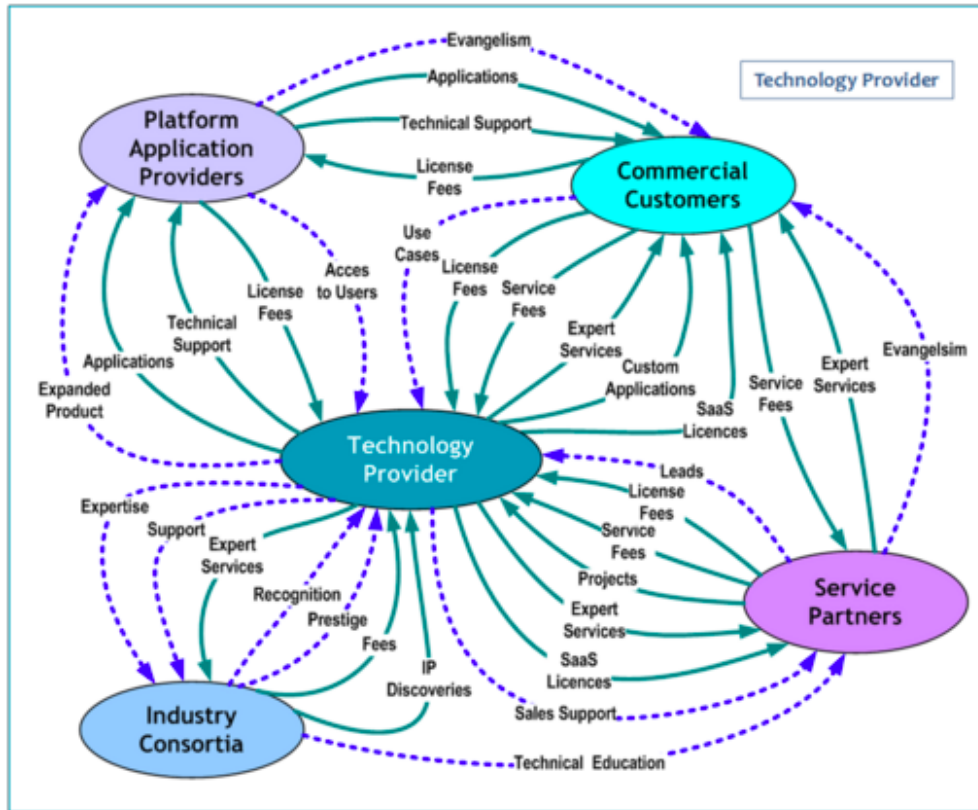 Evangelism
Applications
Technology Provider
Technical Support
Platform
Application
Providers
License
Fees
Commercial
Customers
Use
Cases
License
Fees
Service
Fees
Acces
to Users
License
Fees
Technical
Support
Applications
Expanded
Product
Expert
Services
Custom
Applications
SaaS
Licences
Service
Fees
Expert
Services
Evangelsim
Technology
Provider
Leads
License
Fees
Service
Fees
Projects
Expert
Services
SaaS
Licences
Sales Support
Service
Partners
Expertise
Support
Expert
Services
Recognition
Prestige
Fees
IP
Discoveries
Industry
Consortia
Technical Education